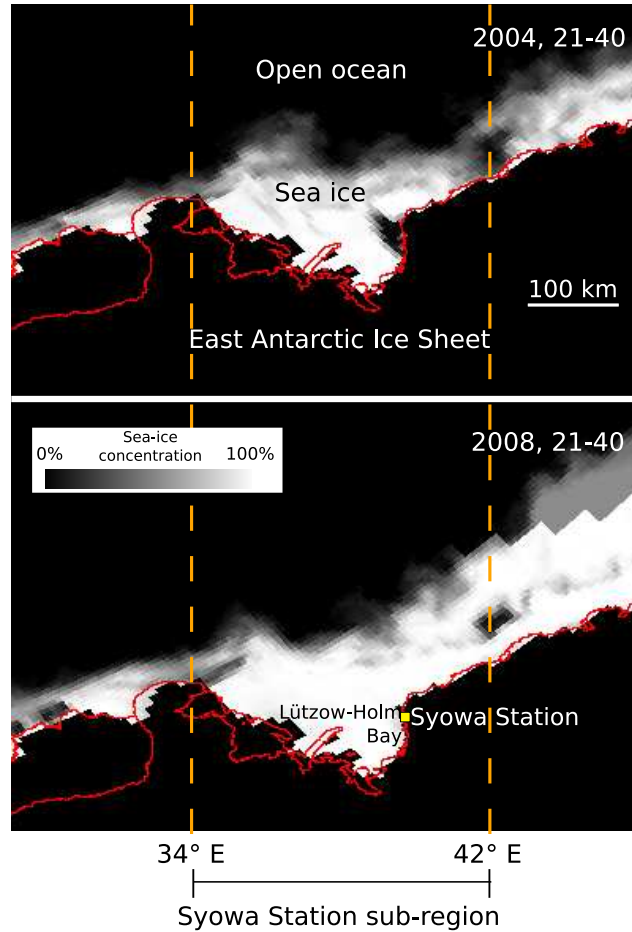 2004, 21-40
Open ocean
Sea ice
100 km
East Antarctic Ice Sheet
Sea-ice
0% concentration 100%
2008, 21-40
Lützow-Holm
Bay
Syowa Station
34° E 42° E
Syowa Station sub-region